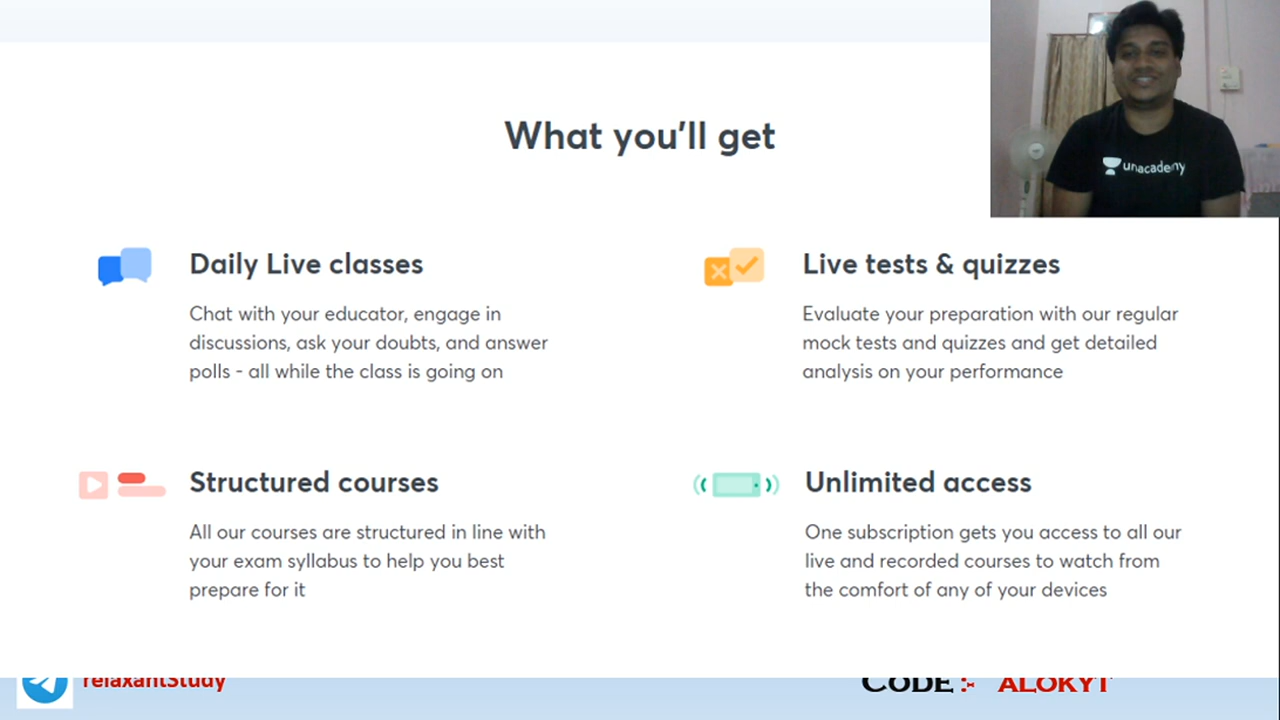 What you'll get
unacademy
Daily Live classes
Chat with your educator, engage in
discussions, ask your doubts, and answer
polls - all while the class is going on
Live tests & quizzes
Evaluate your preparation with our regular
mock tests and quizzes and get detailed
analysis on your performance
Structured courses
All our courses are structured in line with
your exam syllabus to help you best
prepare for it
Unlimited access
One subscription gets you access to all our
live and recorded courses to watch from
the comfort of any of your devices
relaxantStudy
CODE :- ALOKYT